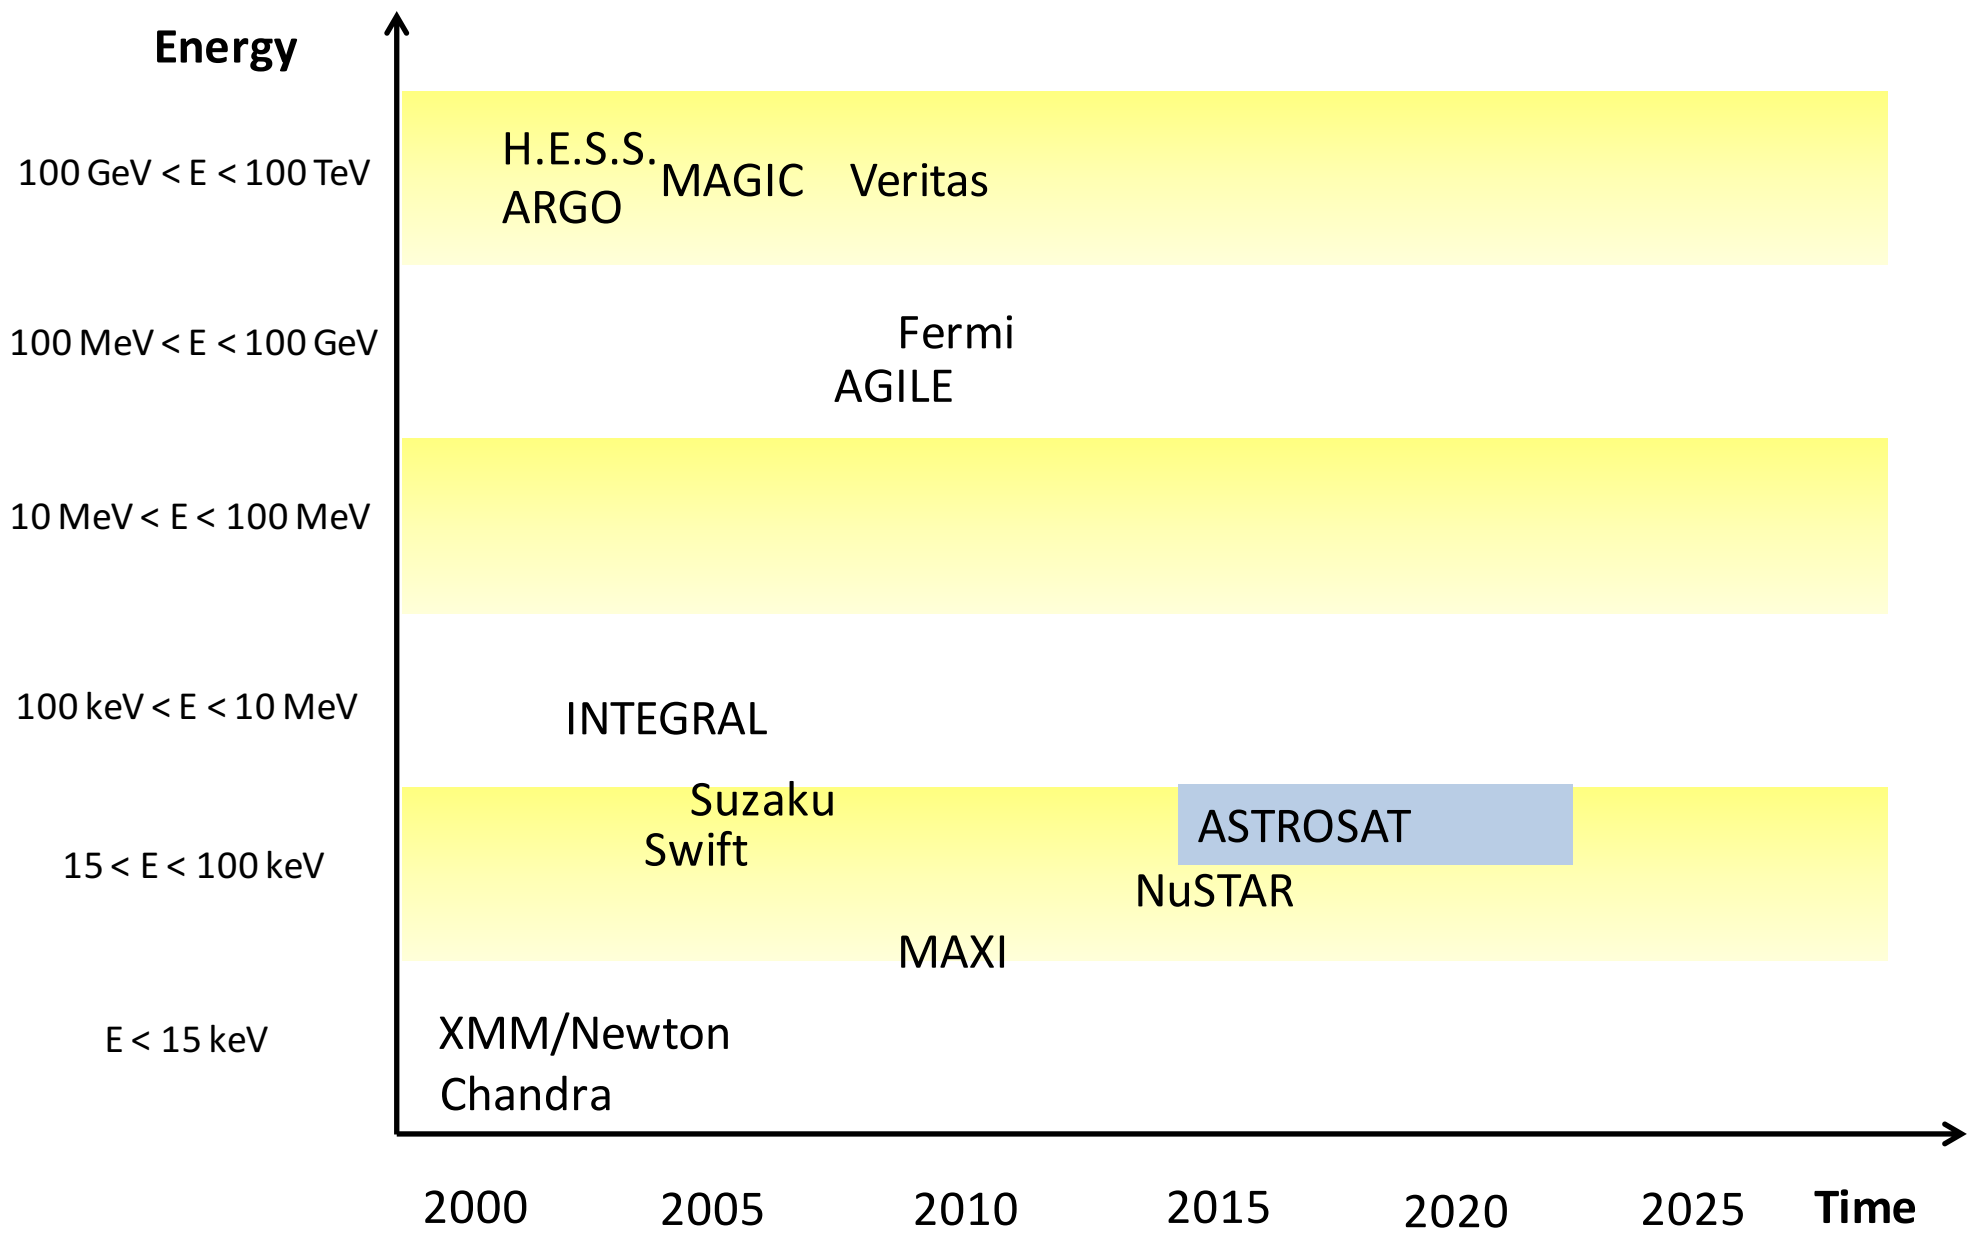 Energy
100 GeV < E < 100 TeV
H.E.S.S.
MAGIC
Veritas
ARGO
100 MeV < E < 100 GeV
Fermi
AGILE
10 MeV < E < 100 MeV
100 keV < E < 10 MeV
INTEGRAL
Suzaku
ASTROSAT
Swift
15 < E < 100 keV
NuSTAR
MAXI
E < 15 keV
XMM/Newton
Chandra
2000 2005 2010 2015 2020 2025 Time